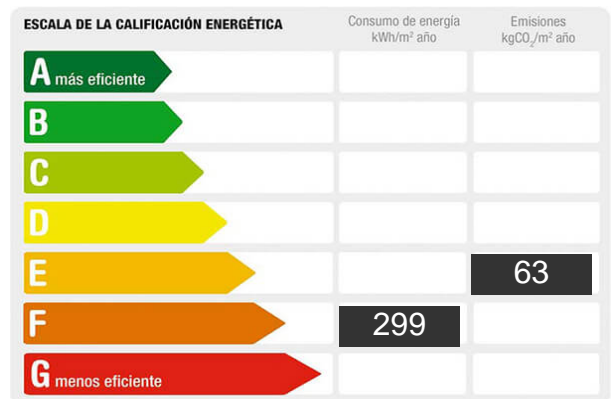 ESCALA DE LA CALIFICACIÓN ENERGÉTICA
Consumo de energía
kWh/m² año
Emisiones
kgCO₂/m² año
A más eficiente
B
C
D
E
63
F
299
G menos eficiente